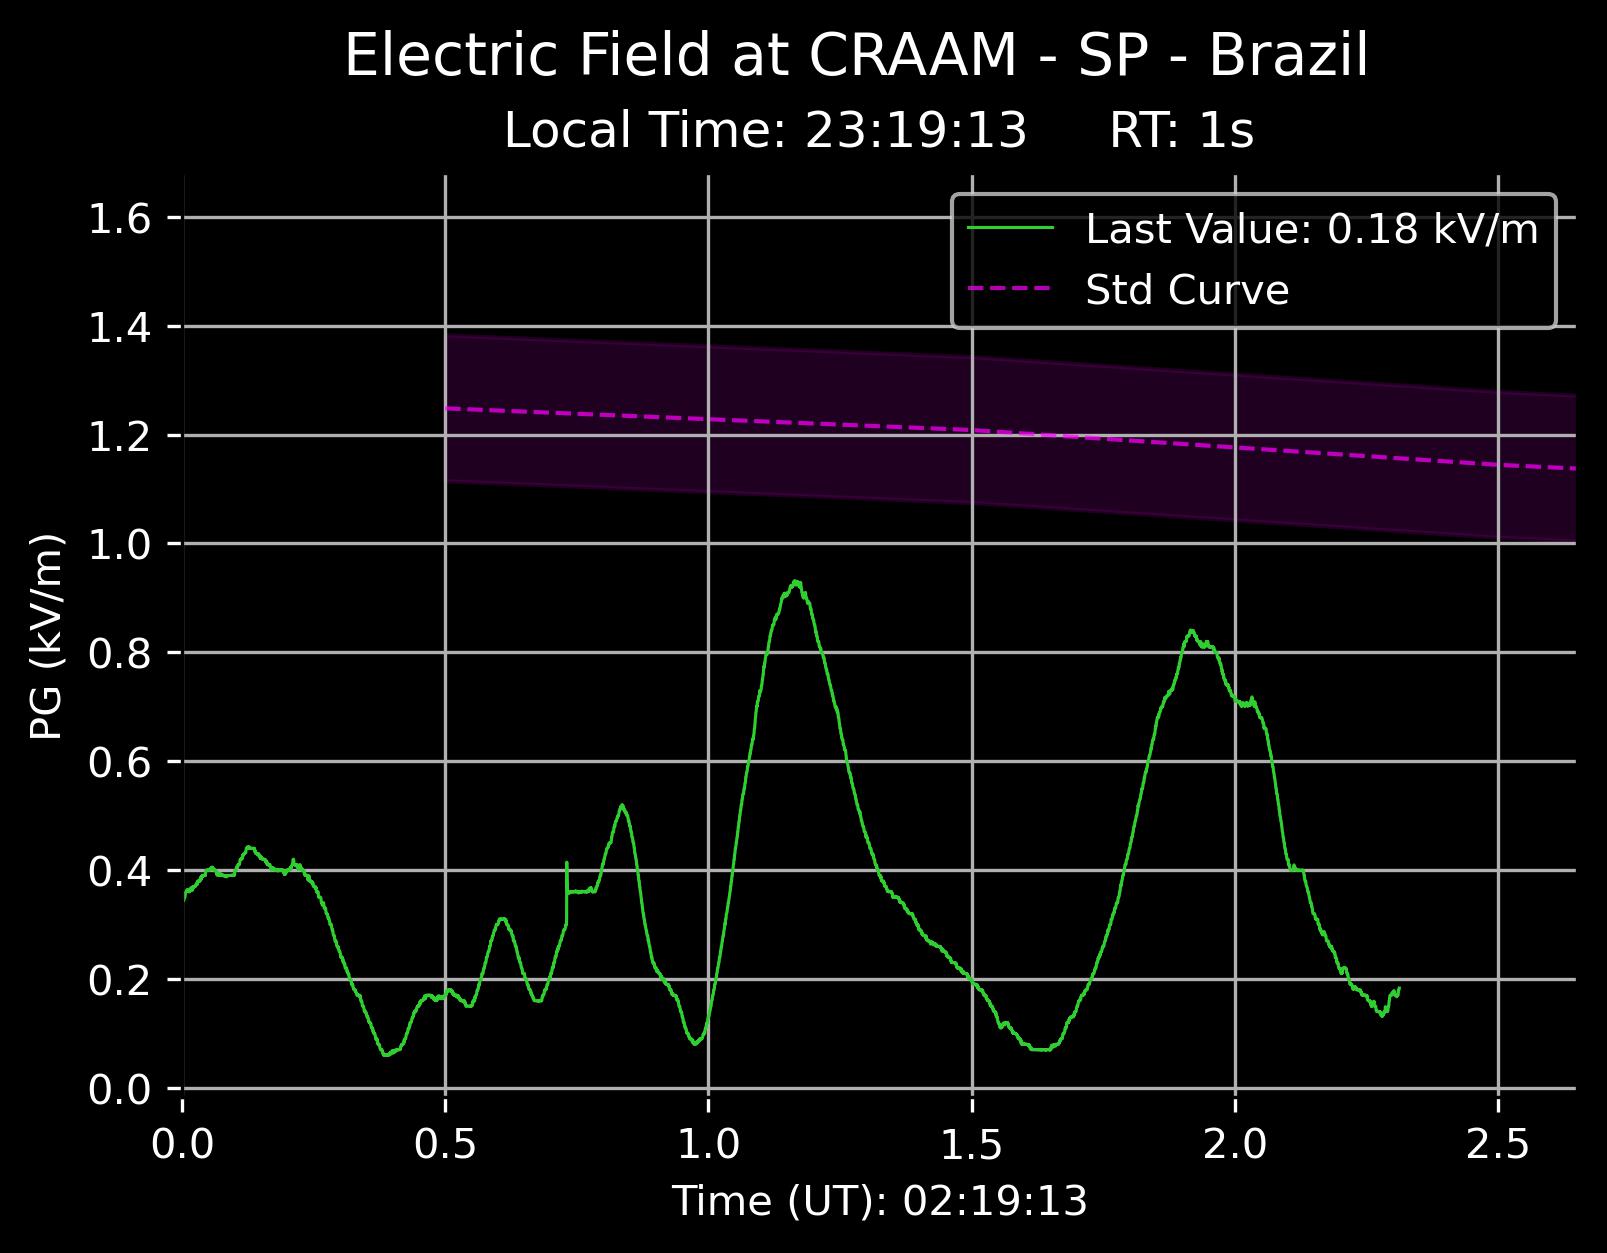 Electric Field at CRAAM - SP - Brazil
Local Time: 23:19:13 RT: 1s
Last Value: 0.18 kV/m
Std Curve
PG (kV/m)
1.6
1.4
1.2
1.0
0.8
0.6
0.4
0.2
0.0
0.0 0.5 1.0 1.5 2.0 2.5
Time (UT): 02:19:13